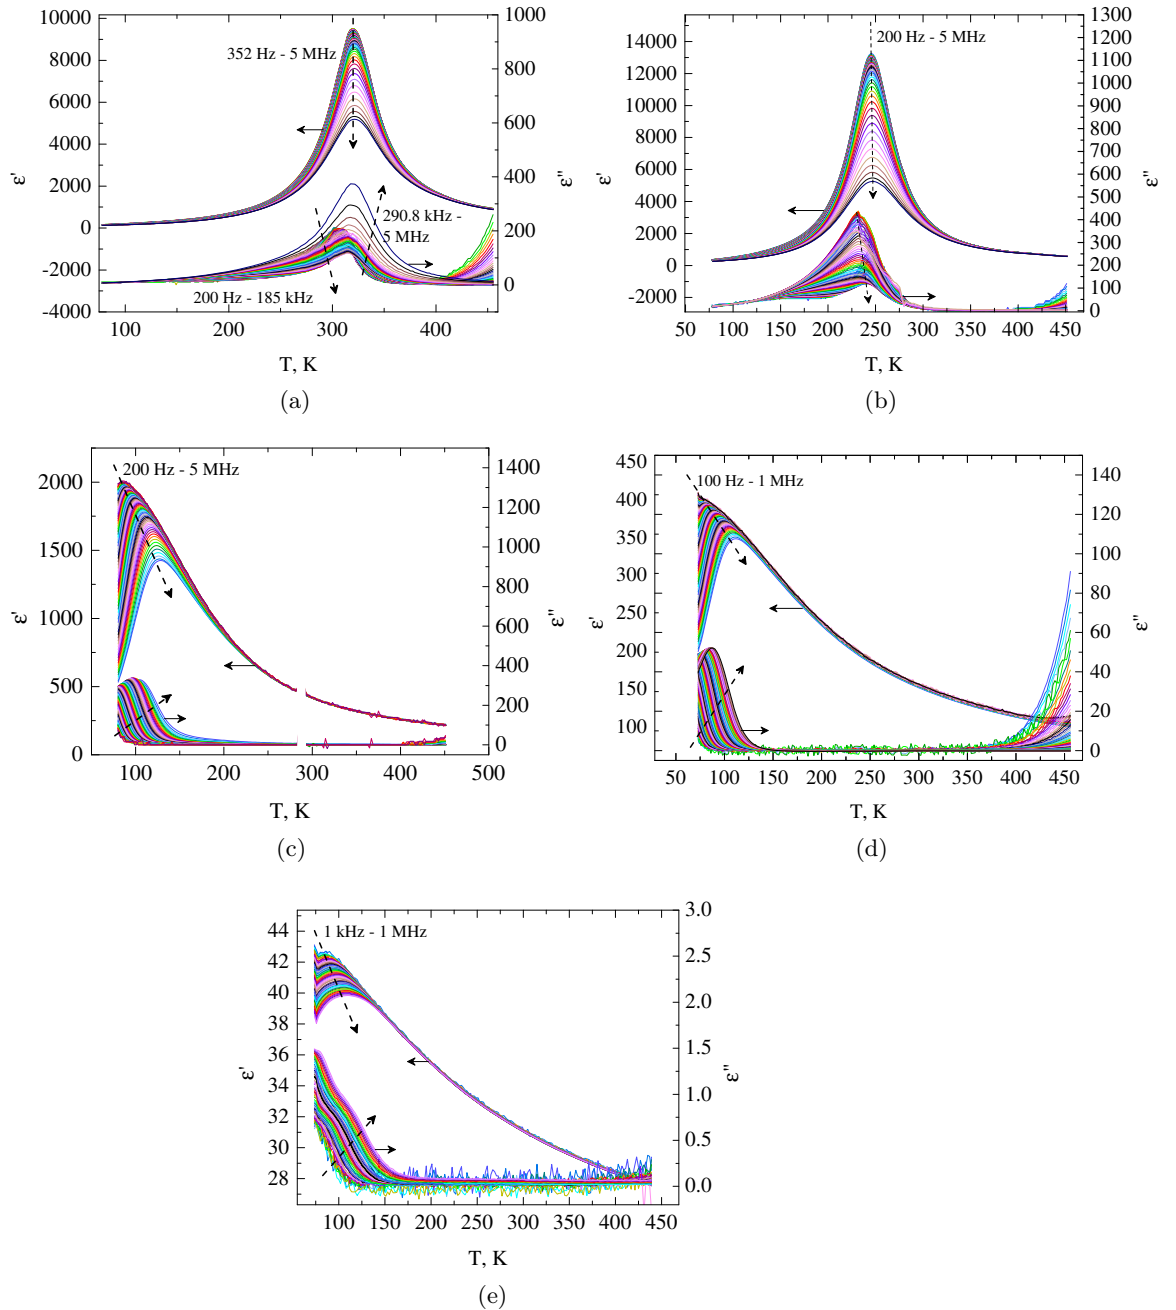 10000
8000
6000
4000
2000
0
-2000
-4000
ε'
1000
800
600
400
200
0
ε''
352 Hz - 5 MHz
290.8 kHz -
5 MHz
200 Hz - 185 kHz
100 200 300 400
T, K
(a)
14000
12000
10000
8000
6000
4000
2000
0
-2000
ε'
1300
1200
1100
1000
900
800
700
600
500
400
300
200
100
0
ε''
200 Hz - 5 MHz
50 100 150 200 250 300 350 400 450
T, K
(b)
2000
1500
1000
500
0
ε'
1400
1200
1000
800
600
400
200
0
ε''
200 Hz - 5 MHz
100 200 300 400 500
T, K
(c)
450
400
350
300
250
200
150
100
ε'
140
120
100
80
60
40
20
0
ε''
100 Hz - 1 MHz
50 100 150 200 250 300 350 400 450
T, K
(d)
44
42
40
38
36
34
32
30
28
ε'
3.0
2.5
2.0
1.5
1.0
0.5
0.0
ε''
1 kHz - 1 MHz
100 150 200 250 300 350 400 450
T, K
(e)